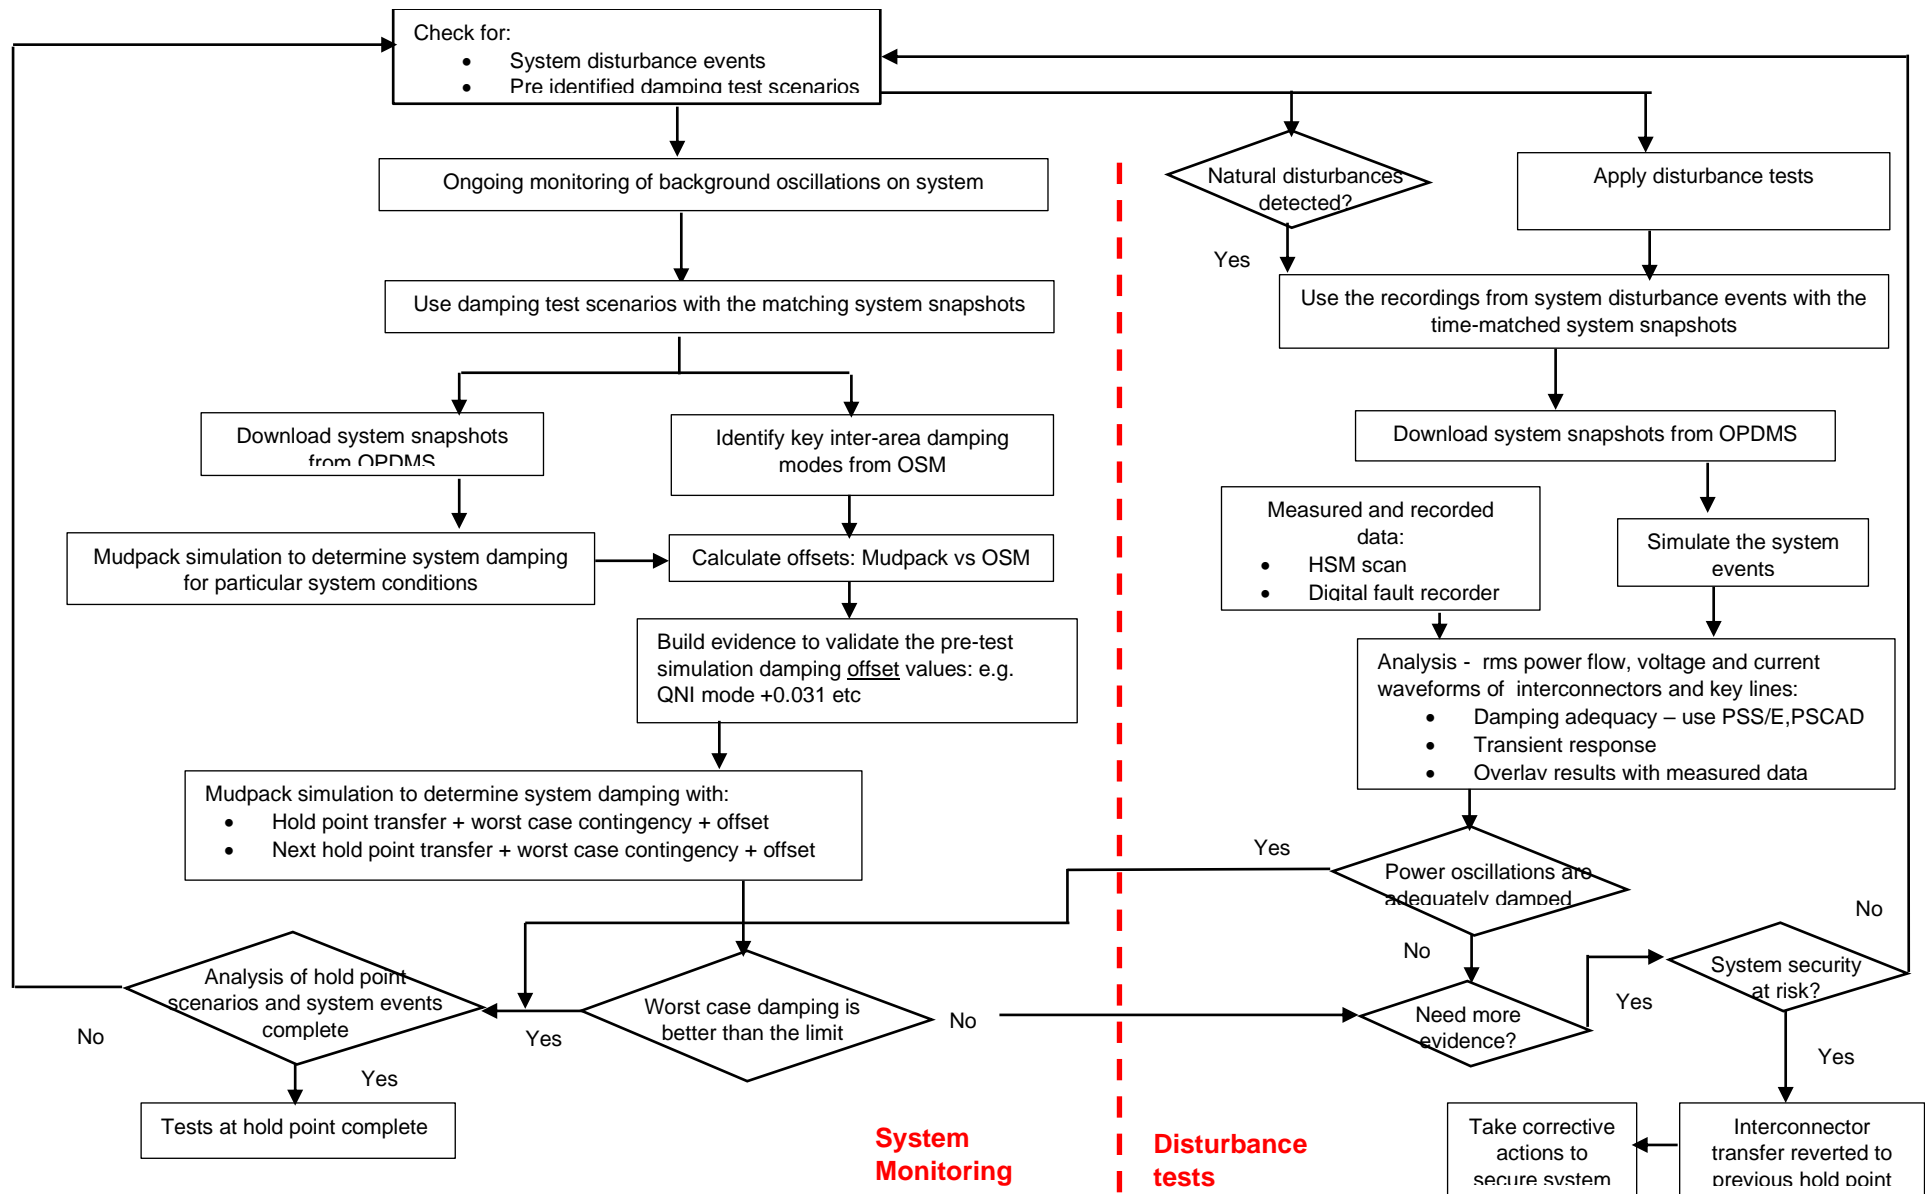 Check for:
• System disturbance events
• Pre identified damping test scenarios
Ongoing monitoring of background oscillations on system
Natural disturbances
detected?
Apply disturbance tests
Yes
Use damping test scenarios with the matching system snapshots
Use the recordings from system disturbance events with the
time-matched system snapshots
Download system snapshots
from OPDMS
Identify key inter-area damping
modes from OSM
Download system snapshots from OPDMS
Measured and recorded
data:
• HSM scan
• Digital fault recorder
Simulate the system
events
Mudpack simulation to determine system damping
for particular system conditions
Calculate offsets: Mudpack vs OSM
Build evidence to validate the pre-test
simulation damping offset values: e.g.
QNI mode +0.031 etc
Analysis - rms power flow, voltage and current
waveforms of interconnectors and key lines:
• Damping adequacy – use PSS/E,PSCAD
• Transient response
• Overlay results with measured data
Mudpack simulation to determine system damping with:
• Hold point transfer + worst case contingency + offset
• Next hold point transfer + worst case contingency + offset
Yes
Power oscillations are
adequately damped
No
No
Analysis of hold point
scenarios and system events
complete
No
Yes
Worst case damping is
better than the limit
Yes
No
Need more
evidence?
Yes
System security
at risk?
Yes
Tests at hold point complete
System
Monitoring
Disturbance
tests
Take corrective
actions to
secure system
Interconnector
transfer reverted to
previous hold point